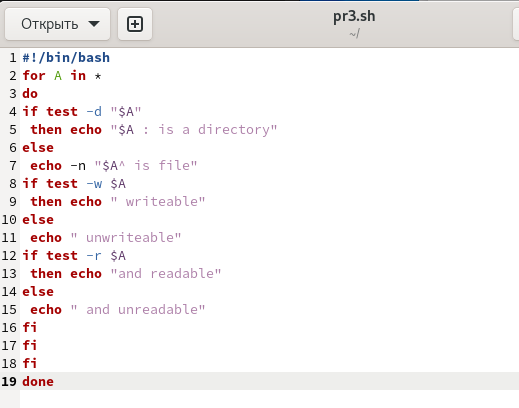 Открыть
pr3.sh
~/
1 #!/bin/bash
2 for A in *
3 do
4 if test -d "$A"
5  then echo "$A : is a directory"
6 else
7  echo -n "$A^ is file"
8 if test -w $A
9  then echo " writeable"
10 else
11  echo " unwriteable"
12 if test -r $A
13  then echo "and readable"
14 else
15  echo " and unreadable"
16 fi
17 fi
18 fi
19 done